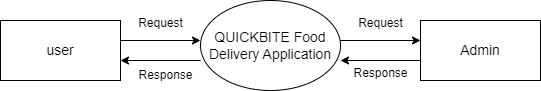 Request
Request
user
QUICKBITE Food
Delivery Application
Admin
Response
Response